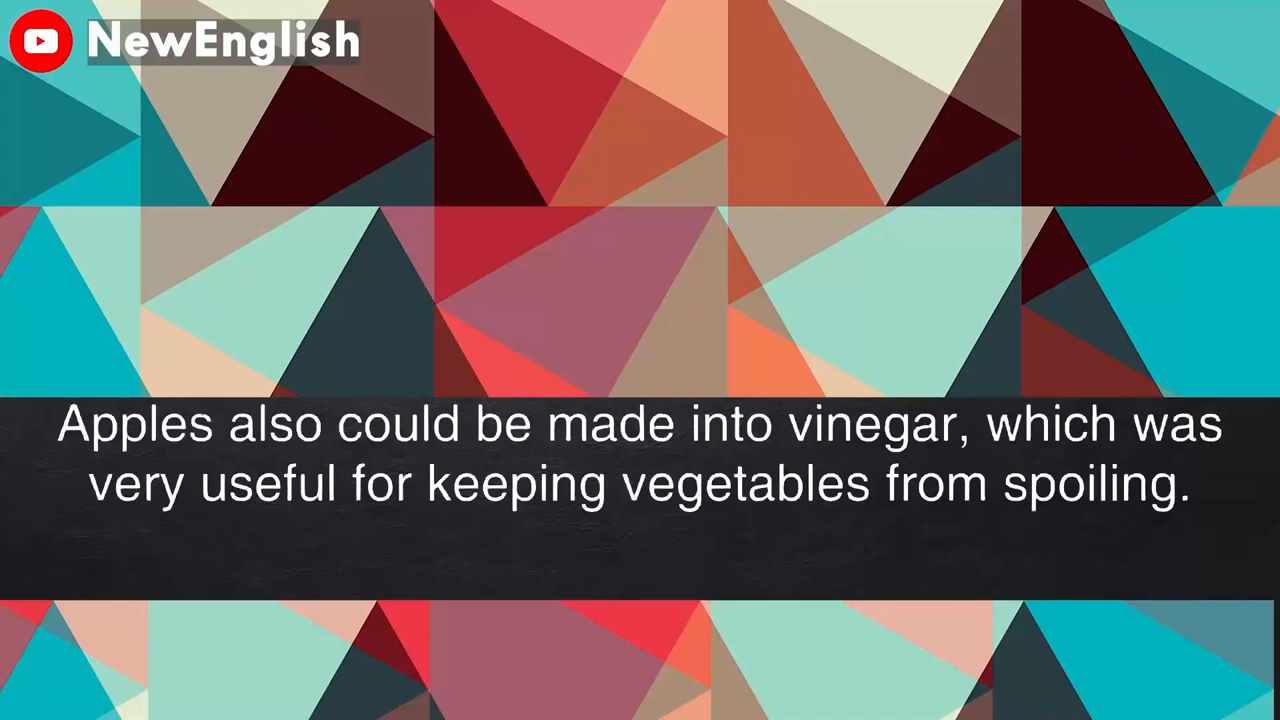 NewEnglish
Apples also could be made into vinegar, which was
very useful for keeping vegetables from spoiling.